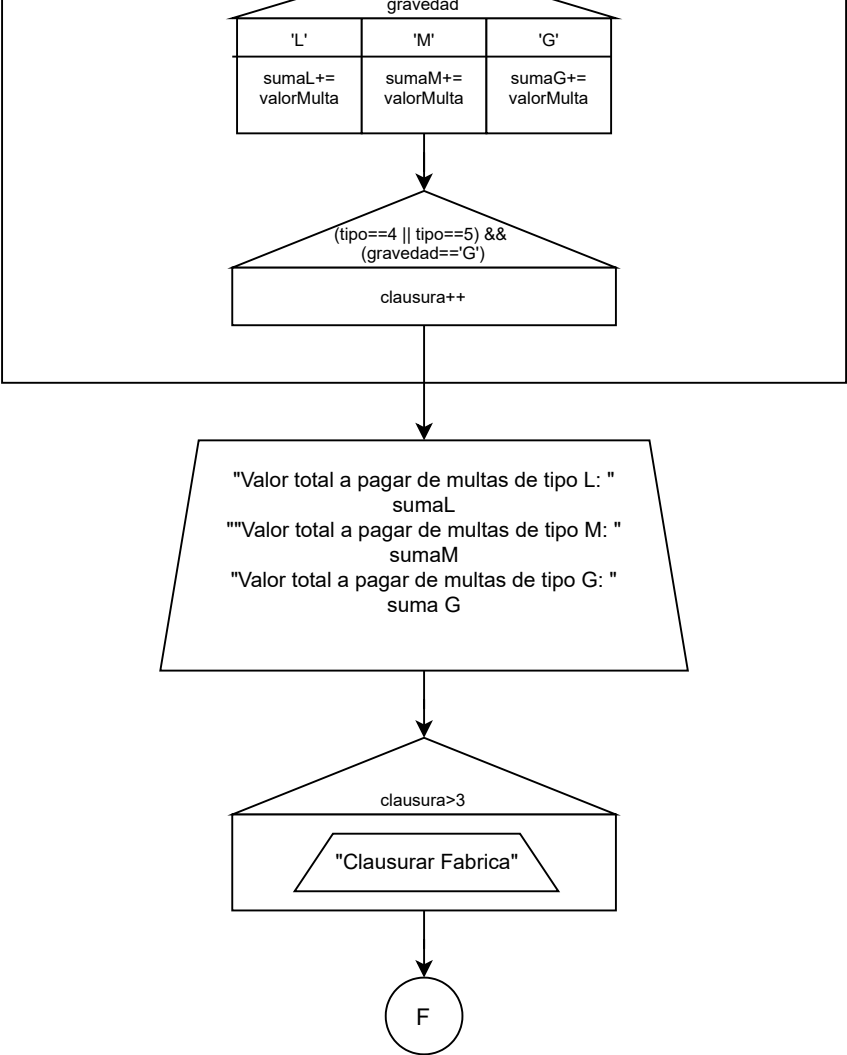 gravedad
'L'
'M'
'G'
sumaL+=
valorMulta
sumaM+=
valorMulta
sumaG+=
valorMulta
(tipo==4 || tipo==5) &&
(gravedad=='G')
clausura++
"Valor total a pagar de multas de tipo L: "
sumaL
""Valor total a pagar de multas de tipo M: "
sumaM
"Valor total a pagar de multas de tipo G: "
suma G
clausura>3
"Clausurar Fabrica"
F